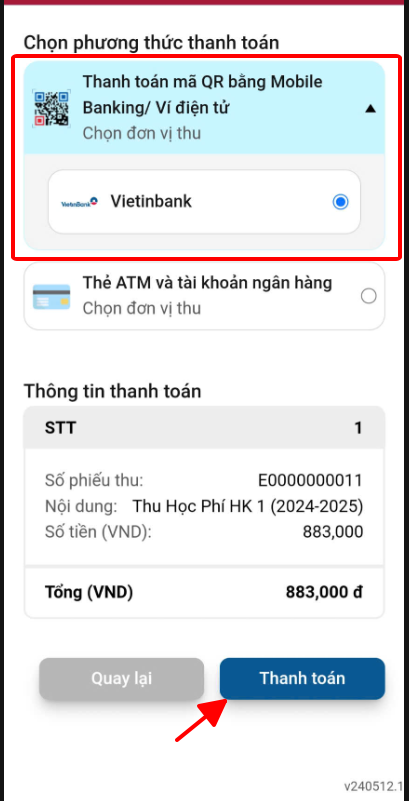 Chọn phương thức thanh toán
Thanh toán mã QR bằng Mobile
Banking/ Ví điện tử
Chọn đơn vị thu
VietinBank Vietinbank
Thẻ ATM và tài khoản ngân hàng
Chọn đơn vị thu
Thông tin thanh toán
STT 1
Số phiếu thu: E0000000011
Nội dung: Thu Học Phí HK 1 (2024-2025)
Số tiền (VND): 883,000
Tổng (VND) 883,000 đ
Quay lại Thanh toán
v240512.1